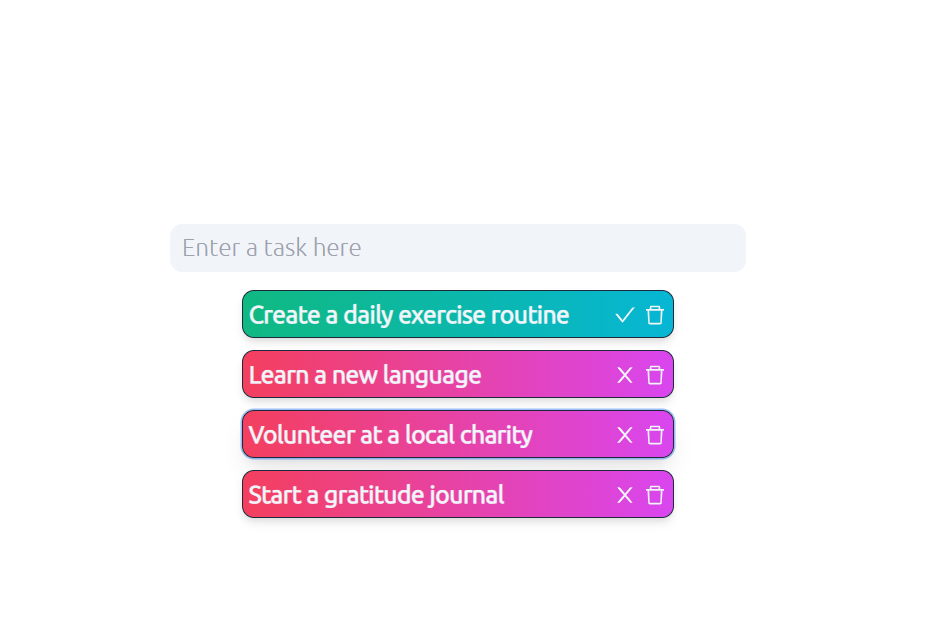 Enter a task here
Create a daily exercise routine
Learn a new language
Volunteer at a local charity
Start a gratitude journal